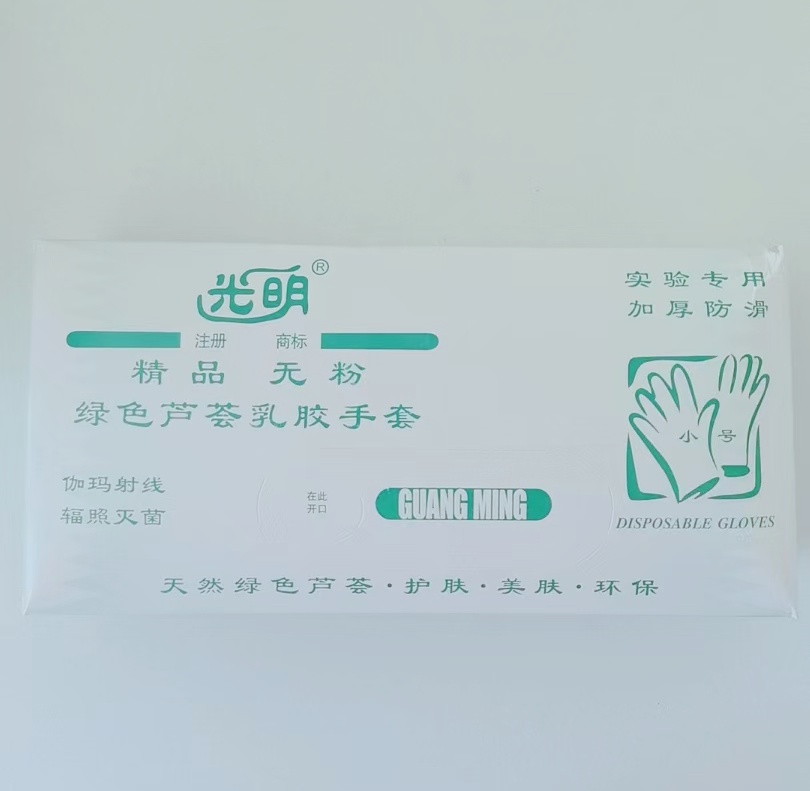 光明®
注册 商标
精品 无粉
绿色芦荟乳胶手套
实验专用
加厚防滑
小号
DISPOSABLE GLOVES
伽玛射线
辐照灭菌
在此
开口
GUANG MING
天然绿色芦荟·护肤·美肤·环保